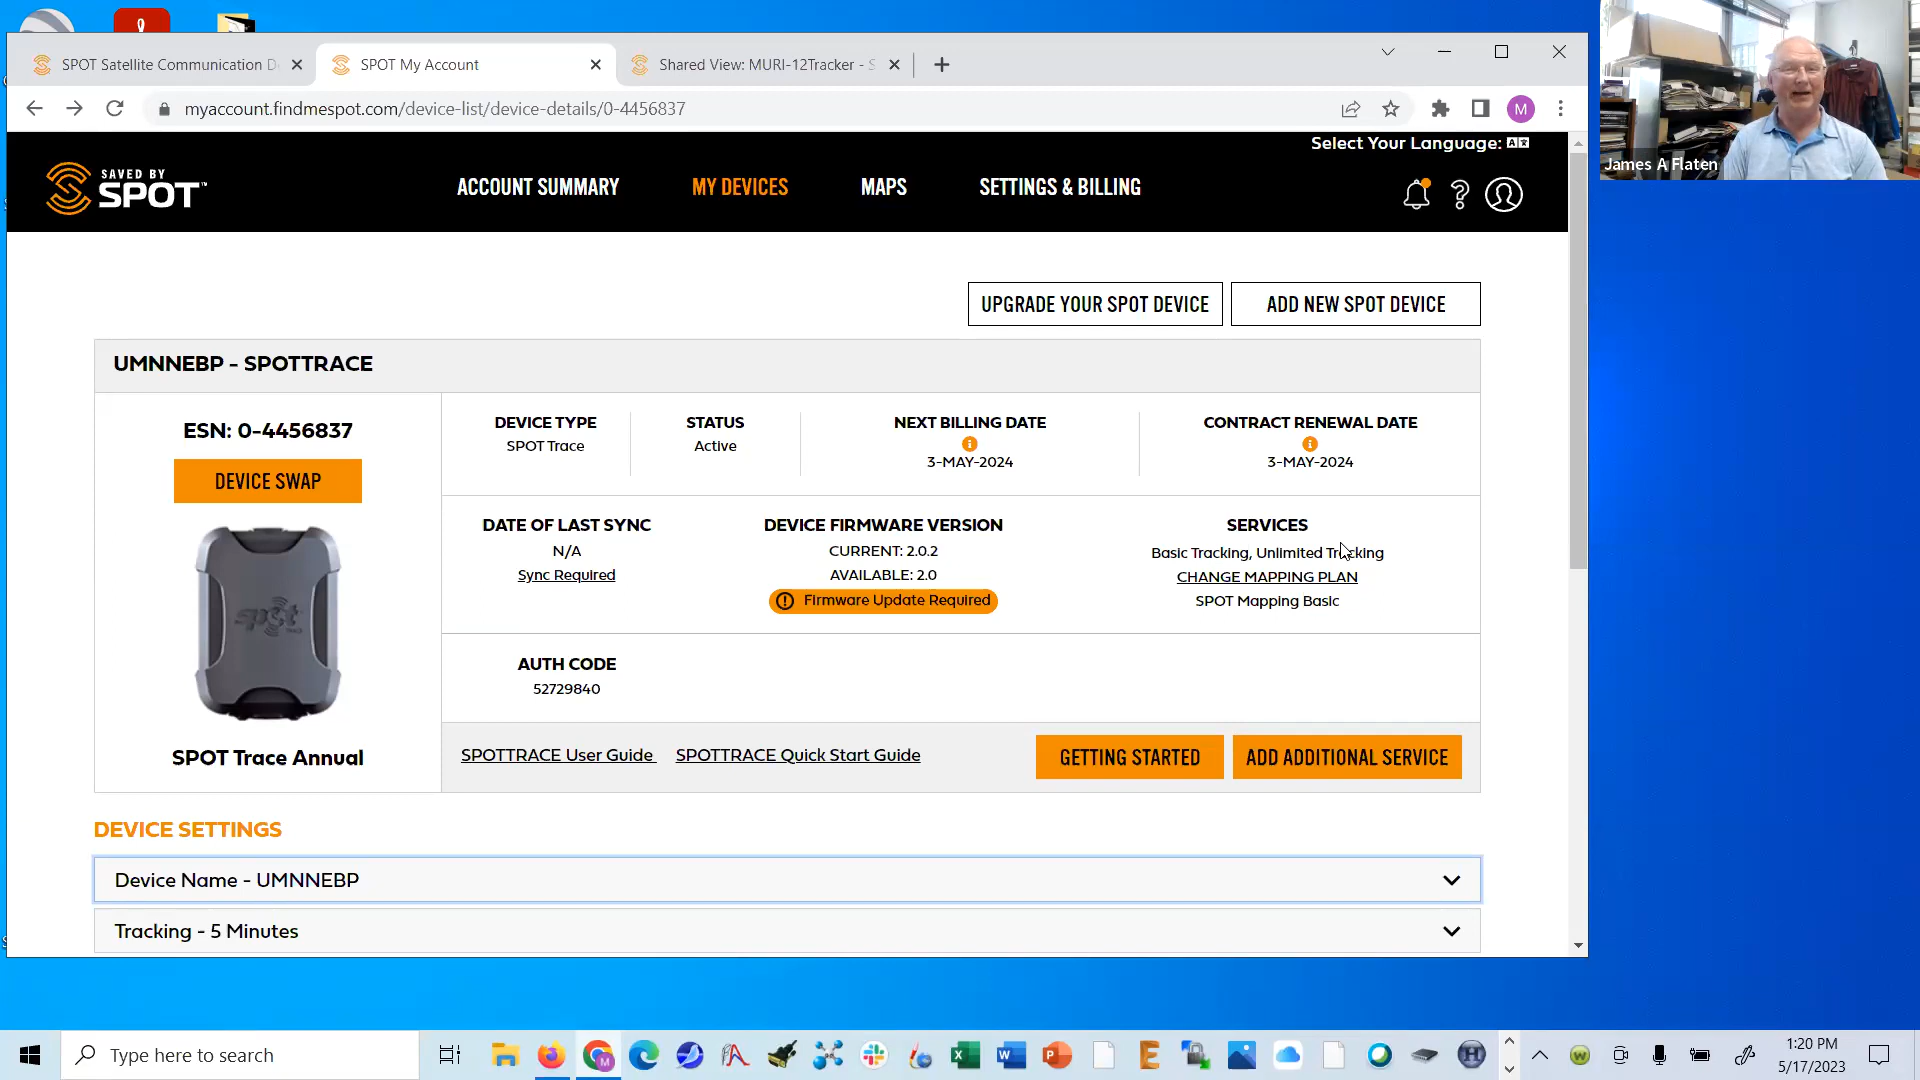 SPOT Satellite Communication D
SPOT My Account
Shared View: MURI-12Tracker - S
myaccount.findmespot.com/device-list/device-details/0-4456837
M
James A Flaten
Select Your Language:
SAVED BY
SPOT
ACCOUNT SUMMARY
MY DEVICES
MAPS
SETTINGS & BILLING
UPGRADE YOUR SPOT DEVICE
ADD NEW SPOT DEVICE
UMNNEBP - SPOTTRACE
ESN: 0-4456837
DEVICE SWAP
spot
SPOT Trace Annual
DEVICE TYPE
SPOT Trace
STATUS
Active
NEXT BILLING DATE
3-MAY-2024
CONTRACT RENEWAL DATE
3-MAY-2024
DATE OF LAST SYNC
N/A
Sync Required
DEVICE FIRMWARE VERSION
CURRENT: 2.0.2
AVAILABLE: 2.0
Firmware Update Required
SERVICES
Basic Tracking, Unlimited Tracking
CHANGE MAPPING PLAN
SPOT Mapping Basic
AUTH CODE
52729840
SPOTTRACE User Guide
SPOTTRACE Quick Start Guide
GETTING STARTED
ADD ADDITIONAL SERVICE
DEVICE SETTINGS
Device Name - UMNNEBP
Tracking - 5 Minutes
Type here to search
1:20 PM
5/17/2023